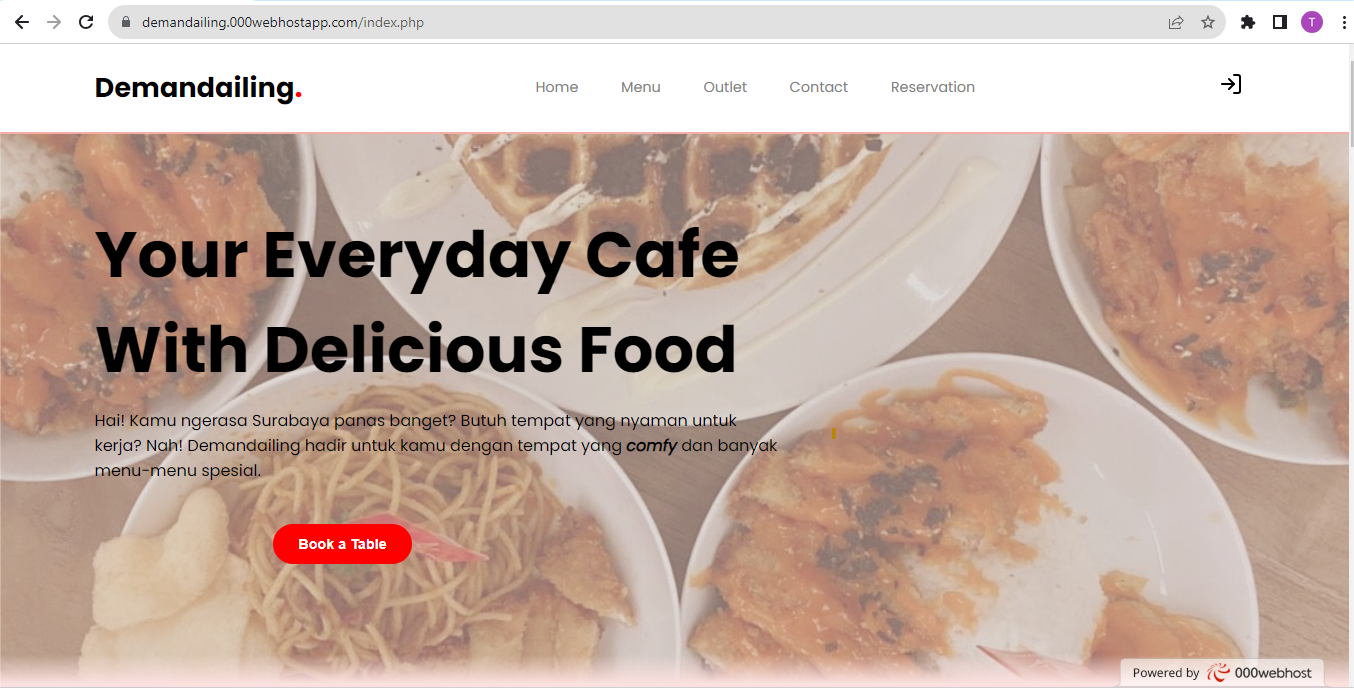 demandailing.000webhostapp.com/index.php
T
Demandailing.
Home Menu Outlet Contact Reservation
Your Everyday Cafe
With Delicious Food
Hai! Kamu ngerasa Surabaya panas banget? Butuh tempat yang nyaman untuk
kerja? Nah! Demandailing hadir untuk kamu dengan tempat yang comfy dan banyak
menu-menu spesial.
Book a Table
Powered by 000webhost